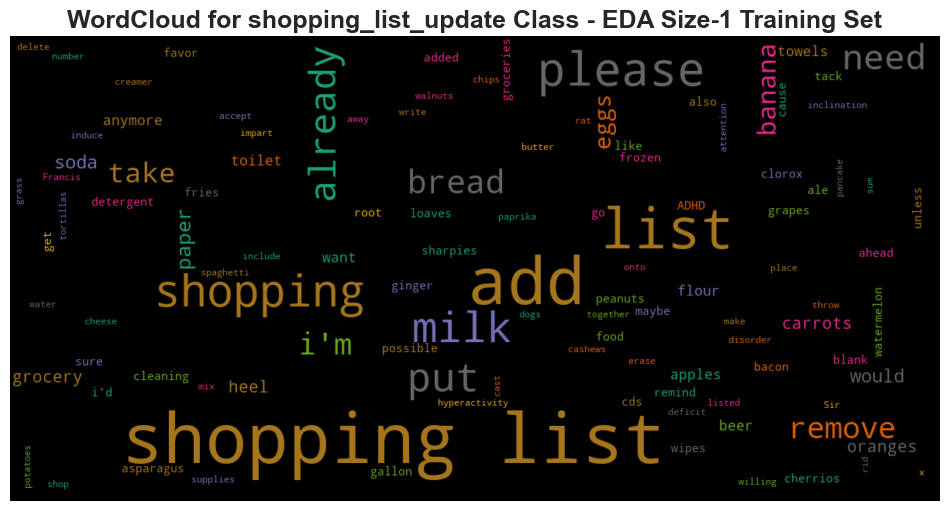 WordCloud for shopping_list_update Class - EDA Size-1 Training Set
delete
number
favor
already
added
groceries
please
banana
towels
need
creamer
chips
cause
tack
walnuts
write
eggs
also
attention
inclination
anymore
accept
away
rat
induce
impart
like
soda
take
toilet
butter
frozen
clorox
pancake
sum
grass
Francis
tortillas
detergent
fries
bread
ale
unless
root
loaves
paprika
go
ADHD
grapes
get
paper
list
want
sharpies
ahead
include
spaghetti
onto
place
shopping
add
ginger
peanuts
flour
water
throw
watermelon
cheese
milk
dogs
together
maybe
make
carrots
i'm
food
disorder
possible
sure
cashews
erase
blank
grocery
cleaning
mix
heel
put
cast
apples
bacon
would
i'd
remind
hyperactivity
cds
listed
Sir
deficit
shopping list
beer
remove
wipes
oranges
potatoes
asparagus
gallon
rid
x
shop
supplies
willing
cherrios